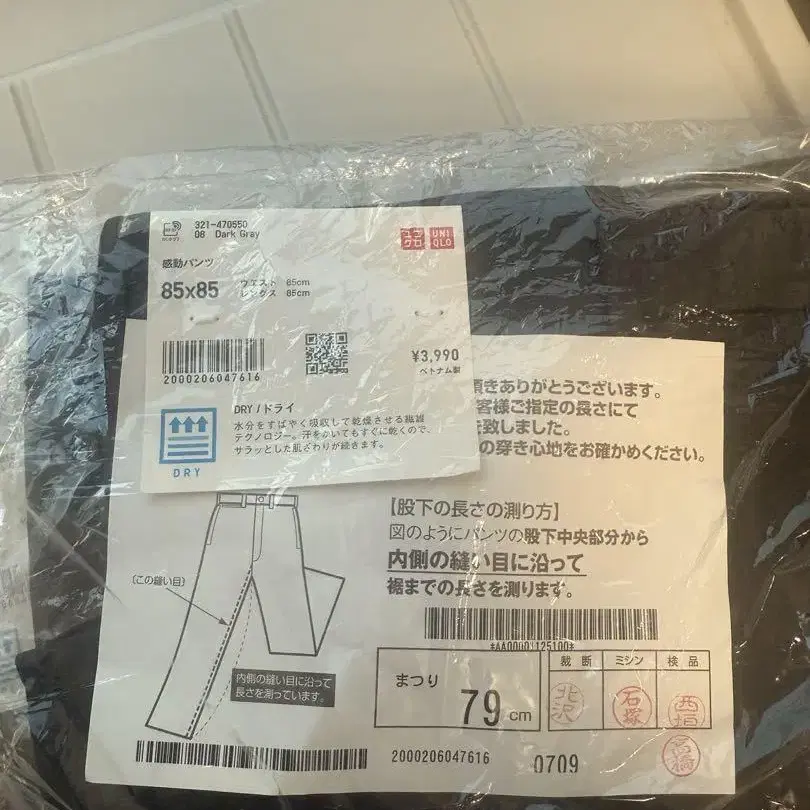 321-470550
08 Dark Gray
ユニクロ UNIQLO
感動パンツ
85x85
ウエスト 85cm
レングス 85cm
2000206047616
¥3,990
ベトナム製
DRY
DRY / ドライ
水分をすばやく吸収して乾燥させる繊維
テクノロジー。汗をかいてもすぐに乾くので、
サラッとした肌ざわりが続きます。
頂きありがとうございます。
客様ご指定の長さにて
致しました。
の穿き心地をお確かめください。
【股下の長さの測り方】
図のようにパンツの股下中央部分から
内側の縫い目に沿って
裾までの長さを測ります。
(この縫い目)
内側の縫い目に沿って
長さを測っています。
まつり
79cm
裁断 ミシン 検品
北沢 石塚 西垣
高橋
2000206047616
0709